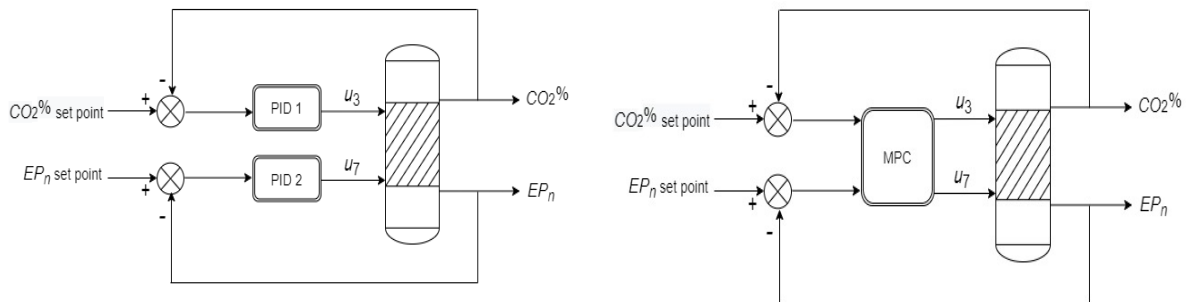 -
CO2% set point
+
PID 1
u3
CO2%
EPn set point
+
PID 2
u7
EPn
-
-
CO2% set point
+
MPC
u3
CO2%
EPn set point
+
u7
EPn
-